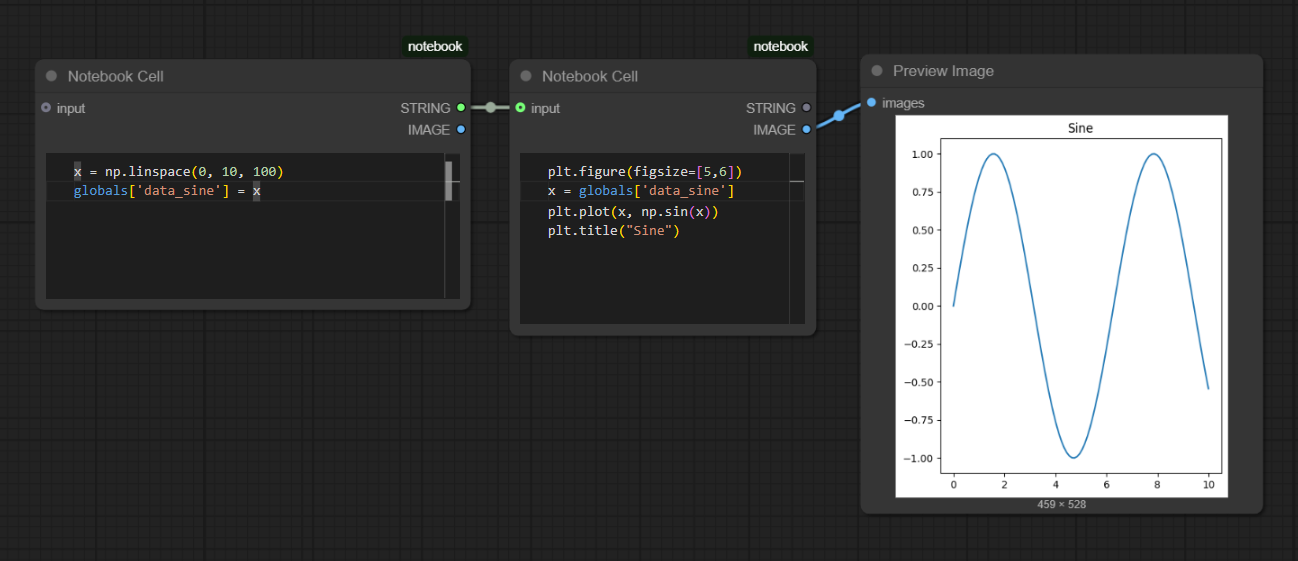 notebook
Notebook Cell
input
STRING
IMAGE
x = np.linspace(0, 10, 100)
globals['data_sine'] = x
notebook
Notebook Cell
input
STRING
IMAGE
plt.figure(figsize=[5,6])
x = globals['data_sine']
plt.plot(x, np.sin(x))
plt.title("Sine")
Preview Image
images
Sine
1.00
0.75
0.50
0.25
0.00
−0.25
−0.50
−0.75
−1.00
0 2 4 6 8 10
459 × 528